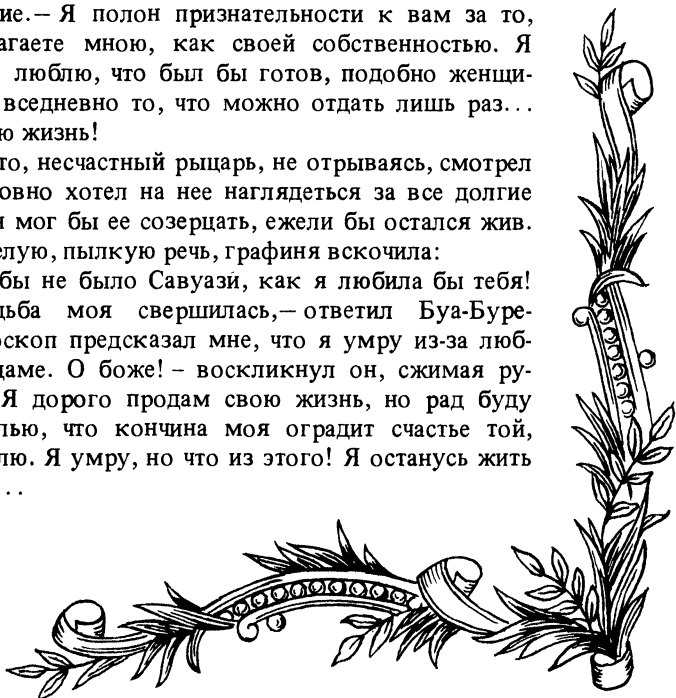 ие.— Я полон признательности к вам за то,
агаете мною, как своей собственностью. Я
люблю, что был бы готов, подобно женщи-
вседневно то, что можно отдать лишь раз...
ю жизнь!
то, несчастный рыцарь, не отрываясь, смотрел
овно хотел на нее наглядеться за все долгие
и мог бы ее созерцать, ежели бы остался жив.
елую, пылкую речь, графиня вскочила:
бы не было Савуази, как я любила бы тебя!
дьба моя свершилась,— ответил Буа-Буре-
оскоп предсказал мне, что я умру из-за люб-
даме. О боже! – воскликнул он, сжимая ру-
Я дорого продам свою жизнь, но рад буду
лью, что кончина моя оградит счастье той,
лю. Я умру, но что из этого! Я останусь жить
..